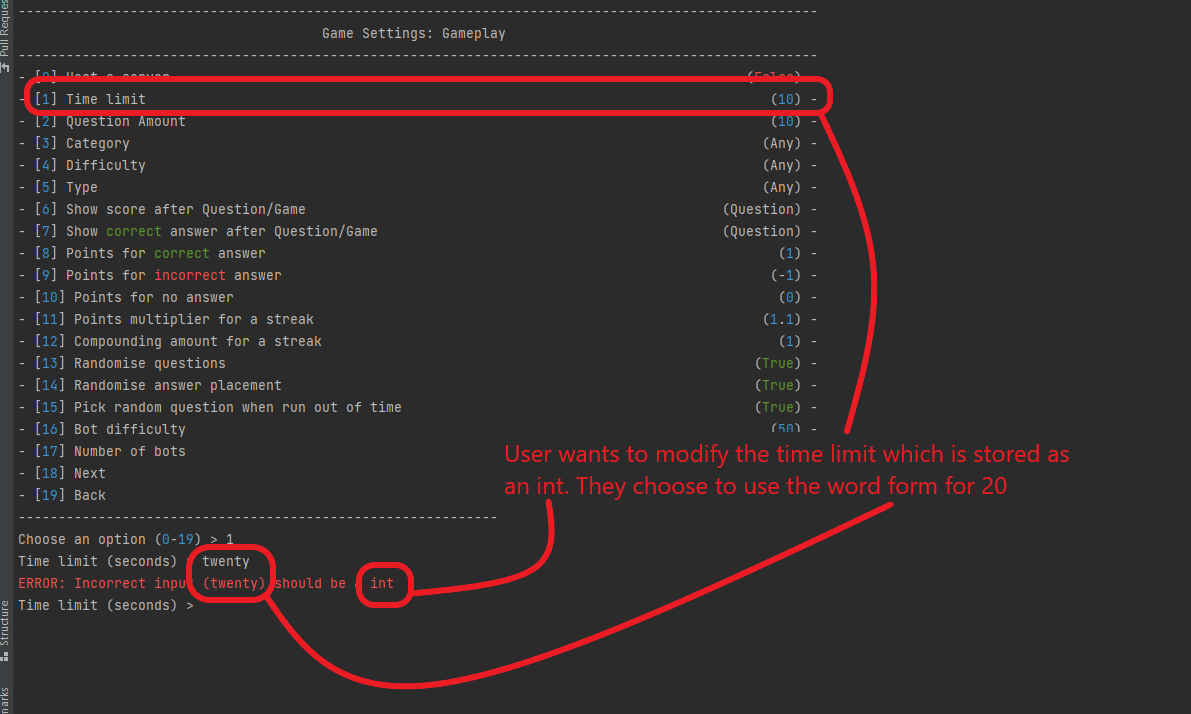 Pull Reques
--------------------------------------------------------------------------------
Game Settings: Gameplay
--------------------------------------------------------------------------------
- [0] Host a server (False) -
- [1] Time limit (10) -
- [2] Question Amount (10) -
- [3] Category (Any) -
- [4] Difficulty (Any) -
- [5] Type (Any) -
- [6] Show score after Question/Game (Question) -
- [7] Show correct answer after Question/Game (Question) -
- [8] Points for correct answer (1) -
- [9] Points for incorrect answer (-1) -
- [10] Points for no answer (0) -
- [11] Points multiplier for a streak (1.1) -
- [12] Compounding amount for a streak (1) -
- [13] Randomise questions (True) -
- [14] Randomise answer placement (True) -
- [15] Pick random question when run out of time (True) -
- [16] Bot difficulty (50) -
- [17] Number of bots
- [18] Next
- [19] Back
User wants to modify the time limit which is stored as
an int. They choose to use the word form for 20
------------------------------------------------------------
Choose an option (0-19) > 1
Time limit (seconds) twenty
ERROR: Incorrect input (twenty) should be int
Time limit (seconds) >
Structure
marks